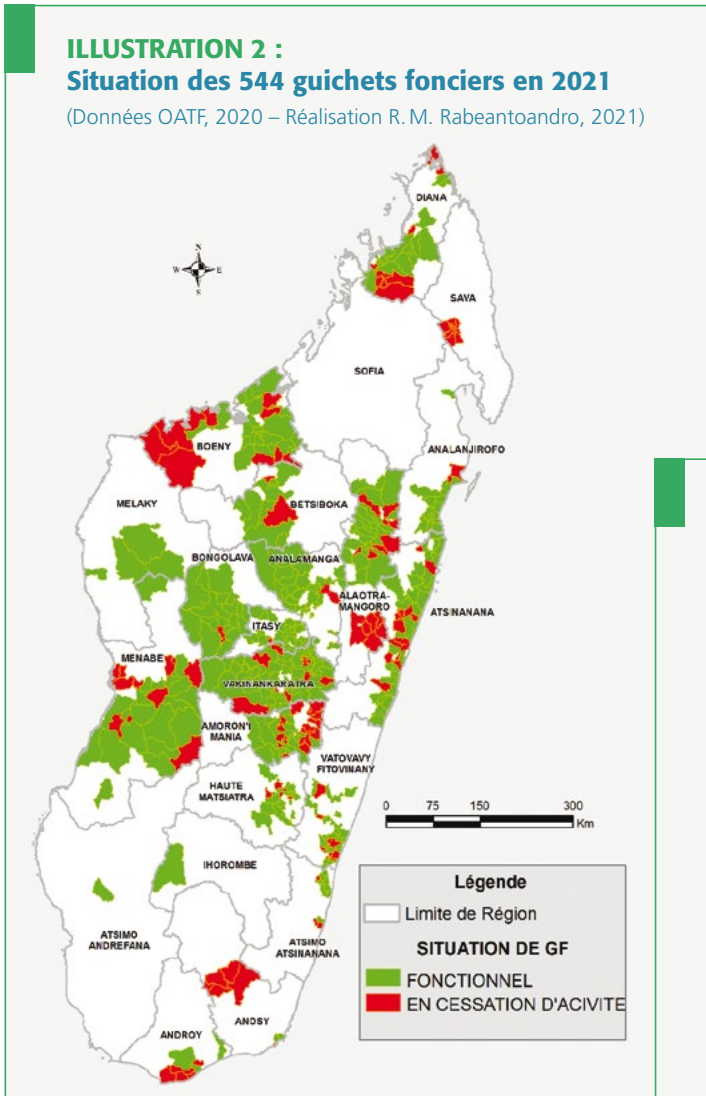 ILLUSTRATION 2 :
Situation des 544 guichets fonciers en 2021
(Données OATF, 2020 – Réalisation R. M. Rabeantoandro, 2021)
N
W E
S
DIANA
SAVA
SOFIA
BOENY
ANALANJIROFO
MELAKY
BETSIBOKA
BONGOLAVA
ANALAMANGA
ALAOTRA-
MANGORO
ATSINANANA
ITASY
MENABE
VAKINANKARATRA
AMORON'I
MANIA
VATOVAVY
FITOVINANY
HAUTE
MATSIATRA
0 75 150 300
Km
IHOROMBE
ATSIMO
ANDREFANA
ATSIMO
ATSINANANA
ANOSY
ANDROY
Légende
Limite de Région
SITUATION DE GF
FONCTIONNEL
EN CESSATION D'ACIVITE